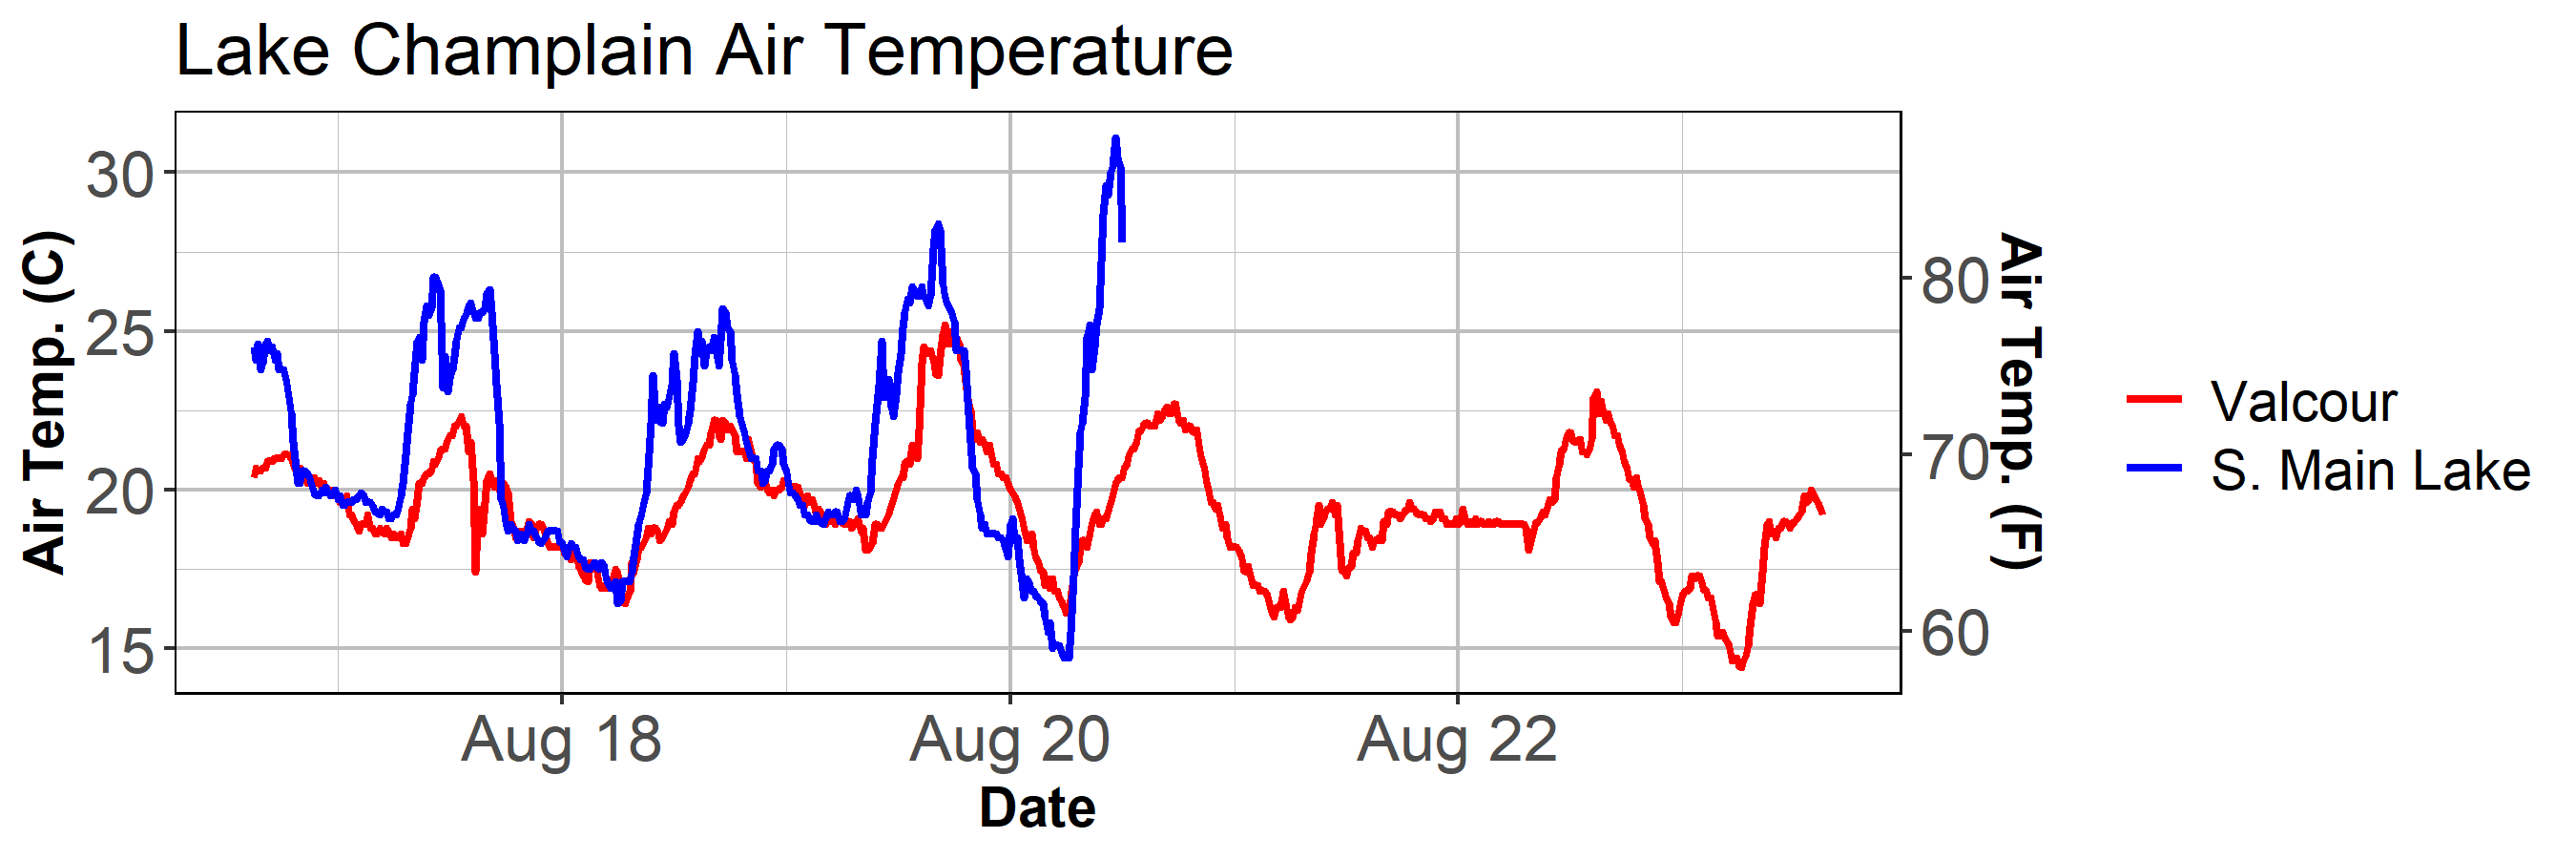 Lake Champlain Air Temperature
Air Temp. (C)
30
25
20
15
80
70
60
Air Temp. (F)
Aug 18
Aug 20
Aug 22
Date
Valcour
S. Main Lake